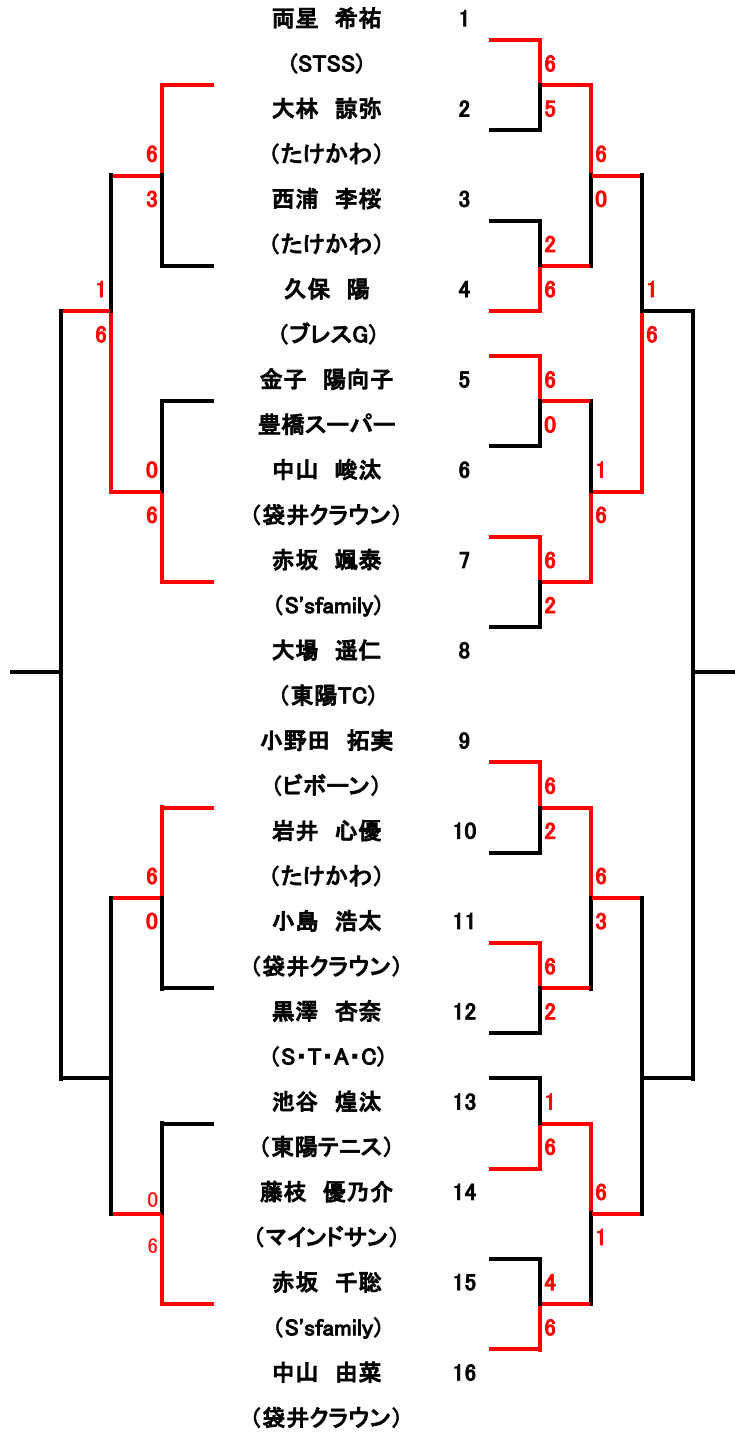 両星 希祐 1
(STSS) 6
大林 諒弥 2 5
6 (たけかわ) 6
3 西浦 李桜 3 0
(たけかわ) 2
1 久保 陽 4 6 1
6 (ブレスG) 6
金子 陽向子 5 6
豊橋スーパー 0
0 中山 峻汰 6 1
6 (袋井クラウン) 6
赤坂 颯泰 7 6
(S'sfamily) 2
大場 遥仁 8
(東陽TC)
小野田 拓実 9
(ビボーン) 6
岩井 心優 10 2
6 (たけかわ) 6
0 小島 浩太 11 3
(袋井クラウン) 6
黒澤 杏奈 12 2
(S・T・A・C)
池谷 煌汰 13 1
(東陽テニス) 6
0 藤枝 優乃介 14 6
6 (マインドサン) 1
赤坂 千聡 15 4
(S'sfamily) 6
中山 由菜 16
(袋井クラウン)